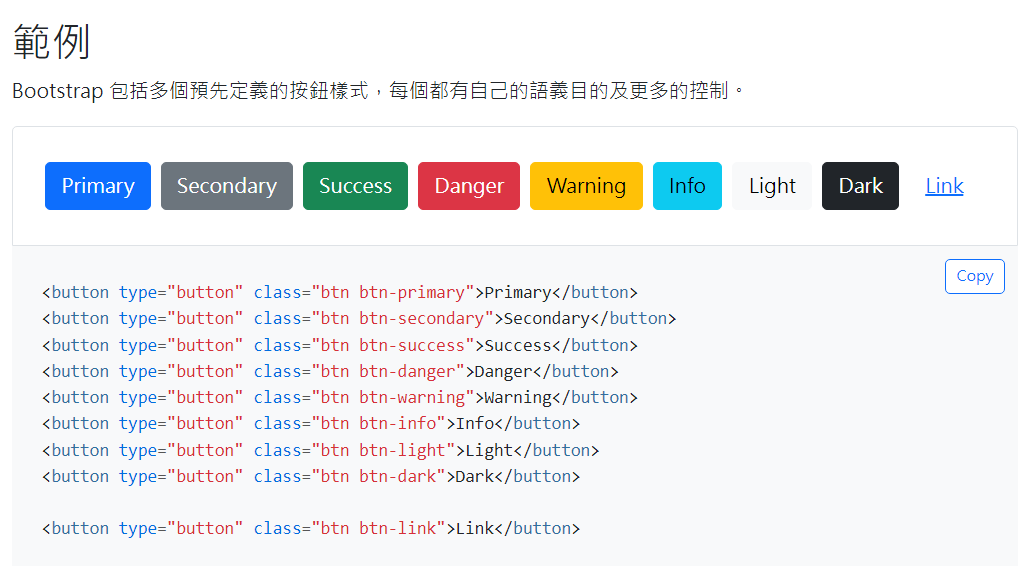 範例
Bootstrap 包括多個預先定義的按鈕樣式，每個都有自己的語義目的及更多的控制。
Primary Secondary Success Danger Warning Info Light Dark Link
Copy
<button type="button" class="btn btn-primary">Primary</button>
<button type="button" class="btn btn-secondary">Secondary</button>
<button type="button" class="btn btn-success">Success</button>
<button type="button" class="btn btn-danger">Danger</button>
<button type="button" class="btn btn-warning">Warning</button>
<button type="button" class="btn btn-info">Info</button>
<button type="button" class="btn btn-light">Light</button>
<button type="button" class="btn btn-dark">Dark</button>
<button type="button" class="btn btn-link">Link</button>